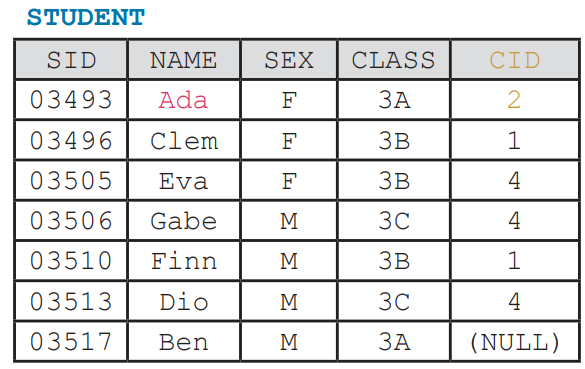 STUDENT
SID NAME SEX CLASS CID
03493 Ada F 3A 2
03496 Clem F 3B 1
03505 Eva F 3B 4
03506 Gabe M 3C 4
03510 Finn M 3B 1
03513 Dio M 3C 4
03517 Ben M 3A (NULL)